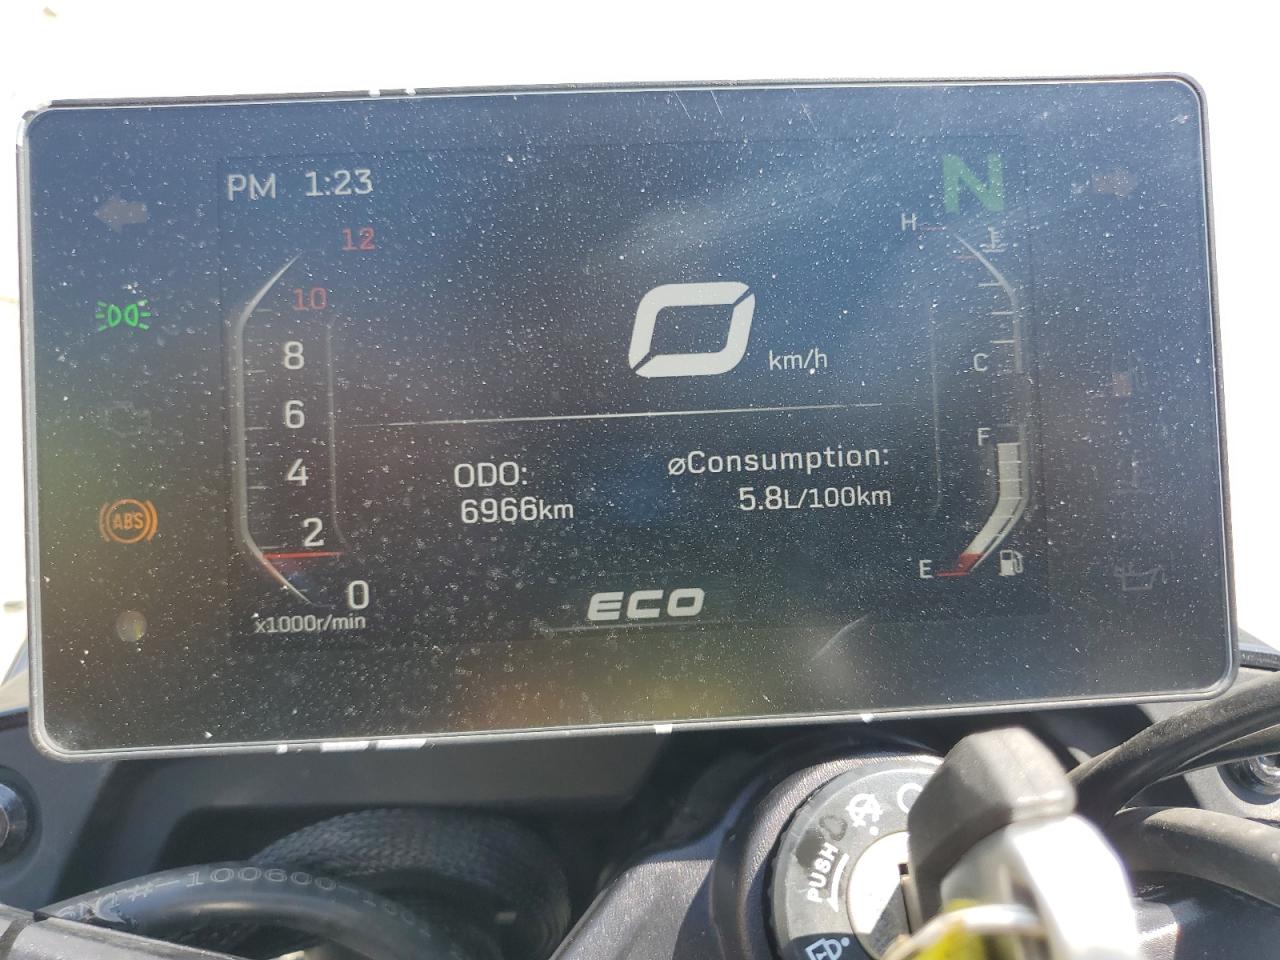 PM 1:23
N
12
H
10
8
0 km/h
C
6
F
ODO:
øConsumption:
4
6966km
5.8L/100km
ABS
2
E
0
ECO
x1000r/min
PUSH
100600